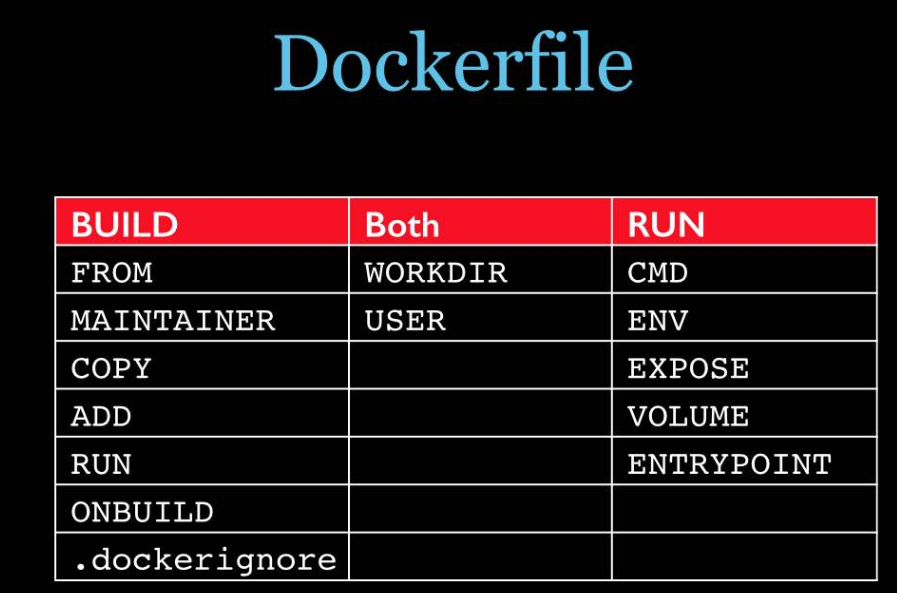 Dockerfile
BUILD Both RUN
FROM WORKDIR CMD
MAINTAINER USER ENV
COPY EXPOSE
ADD VOLUME
RUN ENTRYPOINT
ONBUILD
.dockerignore